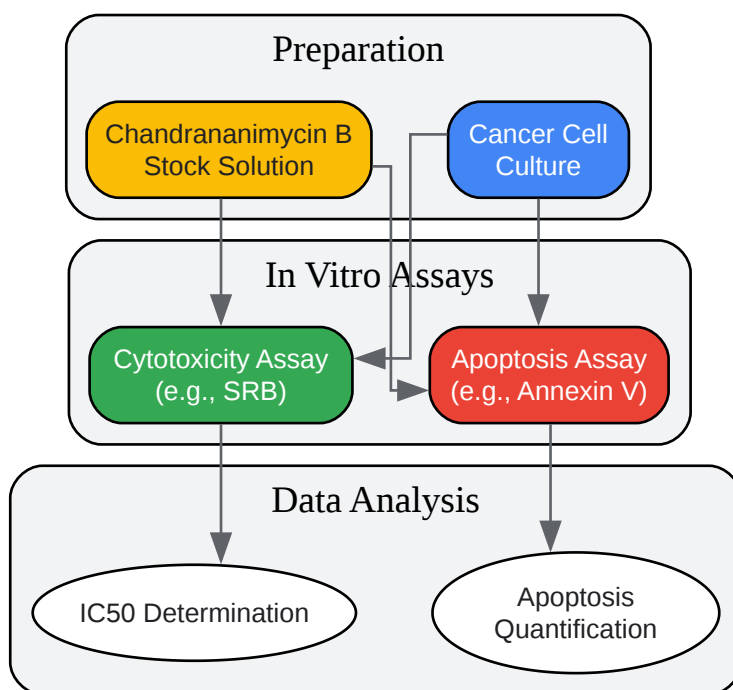 Preparation
Chandrananimycin B
Stock Solution
Cancer Cell
Culture
In Vitro Assays
Cytotoxicity Assay
(e.g., SRB)
Apoptosis Assay
(e.g., Annexin V)
Data Analysis
IC50 Determination
Apoptosis
Quantification